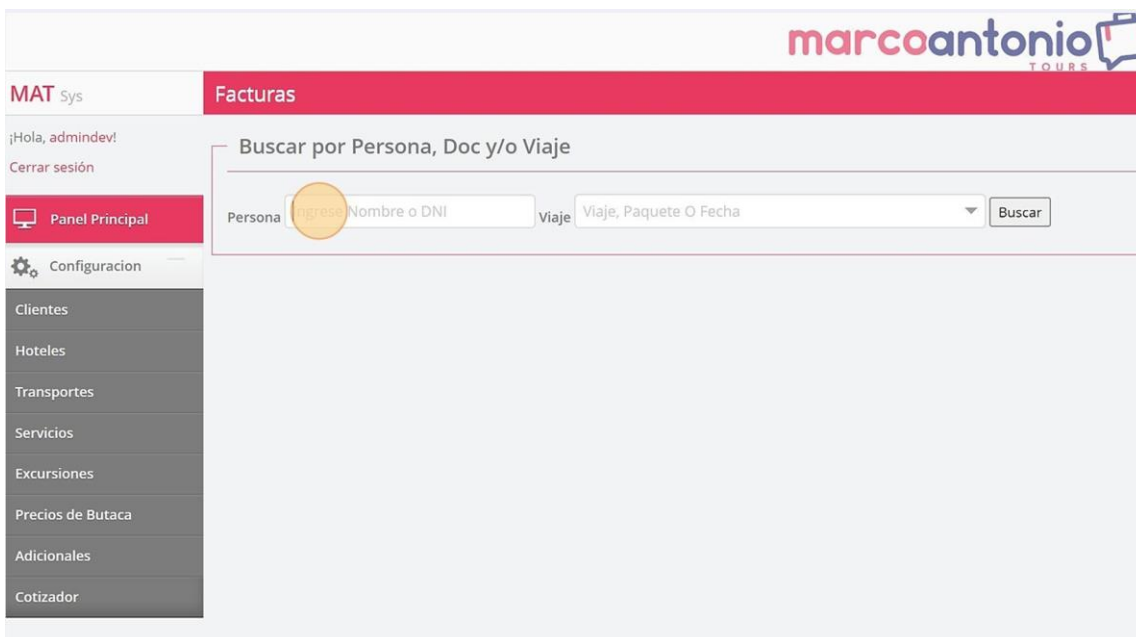 marcoantonio
TOURS
MAT Sys
Facturas
¡Hola, admindev!
Cerrar sesión
Buscar por Persona, Doc y/o Viaje
Panel Principal
Persona Ingrese Nombre o DNI Viaje Viaje, Paquete O Fecha Buscar
Configuracion
Clientes
Hoteles
Transportes
Servicios
Excursiones
Precios de Butaca
Adicionales
Cotizador